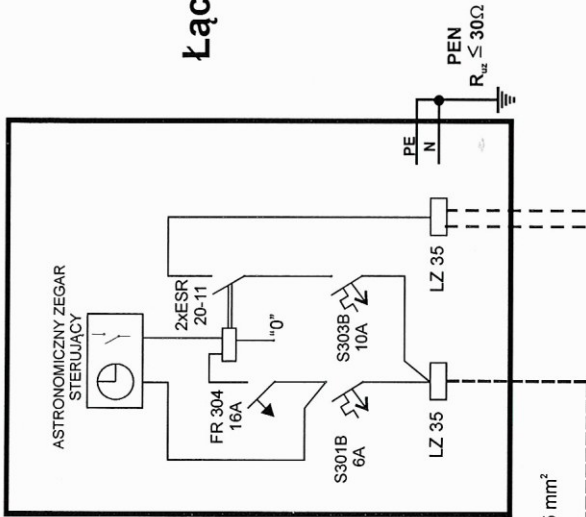 Łąc
ASTRONOMICZNY ZEGAR
STERUJĄCY
2xESR
20-11
"0"
FR 304
16A
S303B
10A
S301B
6A
LZ 35
LZ 35
PE
N
PEN
Ruz ≤ 30Ω
mm²